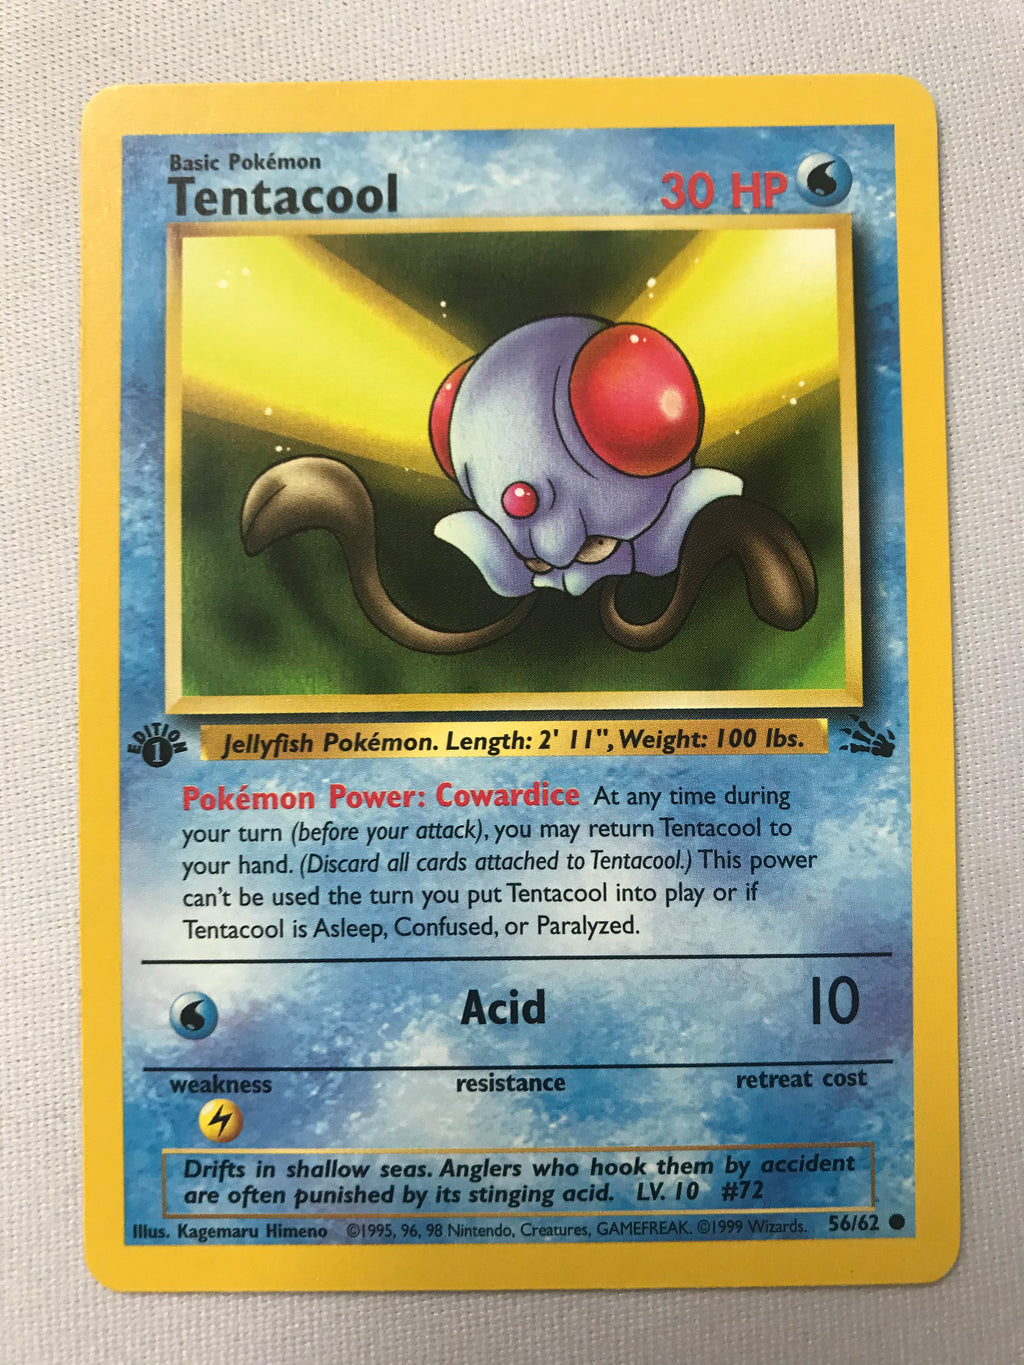 Basic Pokémon
Tentacool
30 HP
EDITION
1
Jellyfish Pokémon. Length: 2' 11", Weight: 100 lbs.
Pokémon Power: Cowardice At any time during
your turn (before your attack), you may return Tentacool to
your hand. (Discard all cards attached to Tentacool.) This power
can't be used the turn you put Tentacool into play or if
Tentacool is Asleep, Confused, or Paralyzed.
Acid 10
weakness resistance retreat cost
Drifts in shallow seas. Anglers who hook them by accident
are often punished by its stinging acid. LV. 10 #72
Illus. Kagemaru Himeno ©1995, 96, 98 Nintendo, Creatures, GAMEFREAK. ©1999 Wizards. 56/62